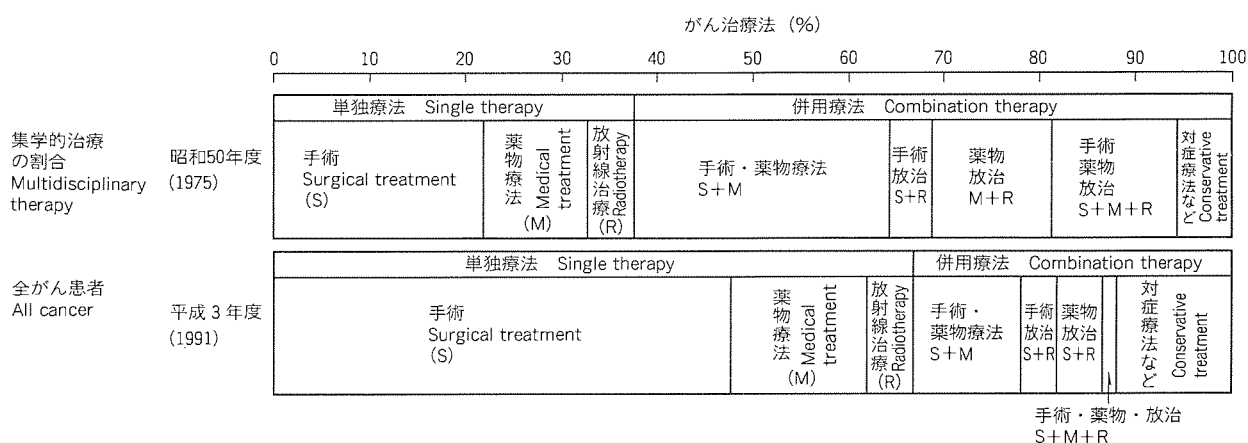 がん治療法 (%)
0 10 20 30 40 50 60 70 80 90 100
単独療法 Single therapy
併用療法 Combination therapy
集学的治療
の割合
Multidisciplinary
therapy
昭和50年度
(1975)
手術
Surgical treatment
(S)
薬物療法
Medical
treatment
(M)
放射線治療
Radiotherapy
(R)
手術・薬物療法
S+M
手術
放治
S+R
薬物
放治
M+R
手術
薬物
放治
S+M+R
対症療法など
Conservative
treatment
単独療法 Single therapy
併用療法 Combination therapy
全がん患者
All cancer
平成3年度
(1991)
手術
Surgical treatment
(S)
薬物療法
Medical
treatment
(M)
放射線治療
Radiotherapy
(R)
手術・
薬物療法
S+M
手術
放治
S+R
薬物
放治
S+R
対症療法など
Conservative
treatment
手術・薬物・放治
S+M+R